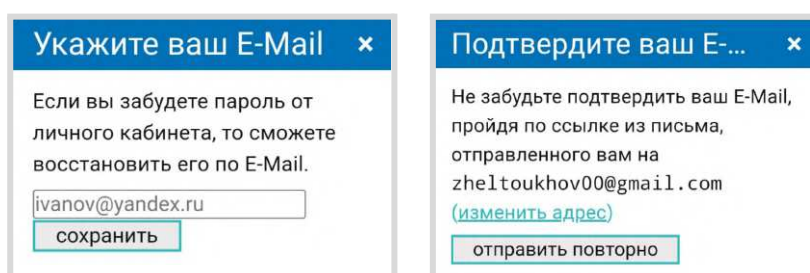 Укажите ваш E-Mail ×
Если вы забудете пароль от
личного кабинета, то сможете
восстановить его по E-Mail.
ivanov@yandex.ru
сохранить
Подтвердите ваш E-... ×
Не забудьте подтвердить ваш E-Mail,
пройдя по ссылке из письма,
отправленного вам на
zheltoukhov00@gmail.com
(изменить адрес)
отправить повторно